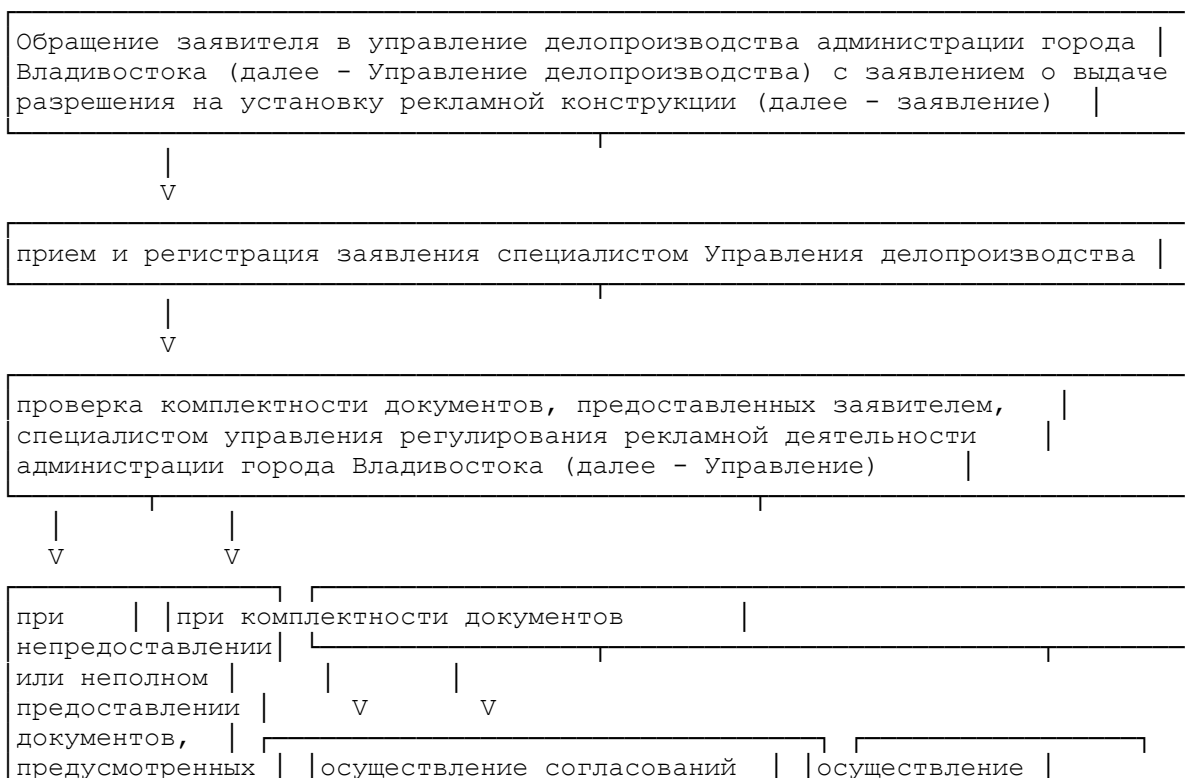 Обращение заявителя в управление делопроизводства администрации города
Владивостока (далее - Управление делопроизводства) с заявлением о выдаче
разрешения на установку рекламной конструкции (далее - заявление)
V
прием и регистрация заявления специалистом Управления делопроизводства
V
проверка комплектности документов, предоставленных заявителем,
специалистом управления регулирования рекламной деятельности
администрации города Владивостока (далее - Управление)
V V
при при комплектности документов
непредоставлении
или неполном
предоставлении V V
документов,
предусмотренных осуществление согласований осуществление